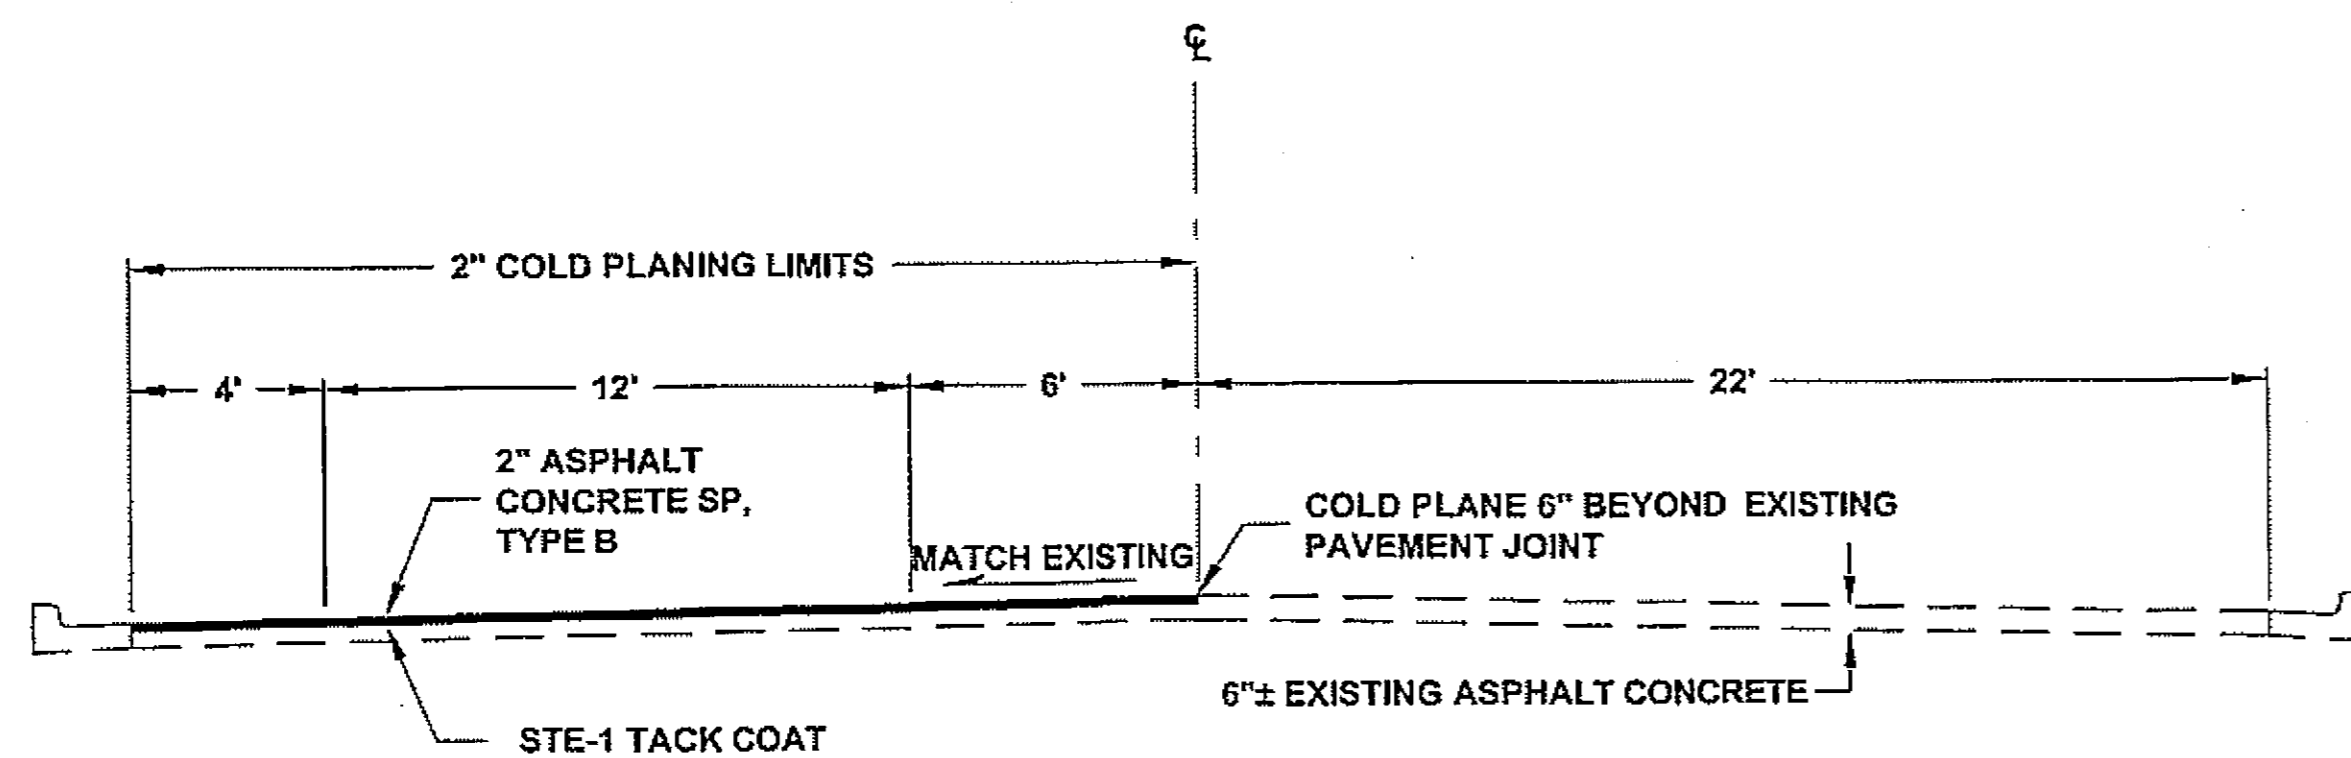 ℄
2" COLD PLANING LIMITS
4' 12' 6' 22'
2" ASPHALT
CONCRETE SP,
TYPE B
MATCH EXISTING
COLD PLANE 6" BEYOND EXISTING
PAVEMENT JOINT
6"± EXISTING ASPHALT CONCRETE
STE-1 TACK COAT